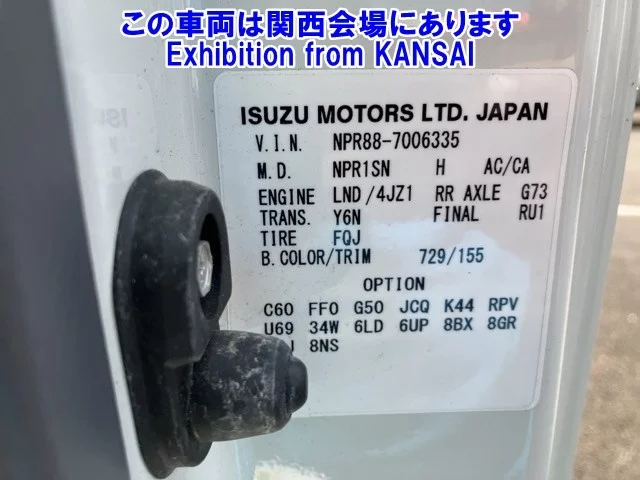 この車両は関西会場にあります
Exhibition from KANSAI
ISUZU MOTORS LTD. JAPAN
V.I.N. NPR88-7006335
M.D. NPR1SN H AC/CA
ENGINE LND/4JZ1 RR AXLE G73
TRANS. Y6N FINAL RU1
TIRE FQJ
B.COLOR/TRIM 729/155
OPTION
C60 FF0 G50 JCQ K44 RPV
U69 34W 6LD 6UP 8BX 8GR
8NS